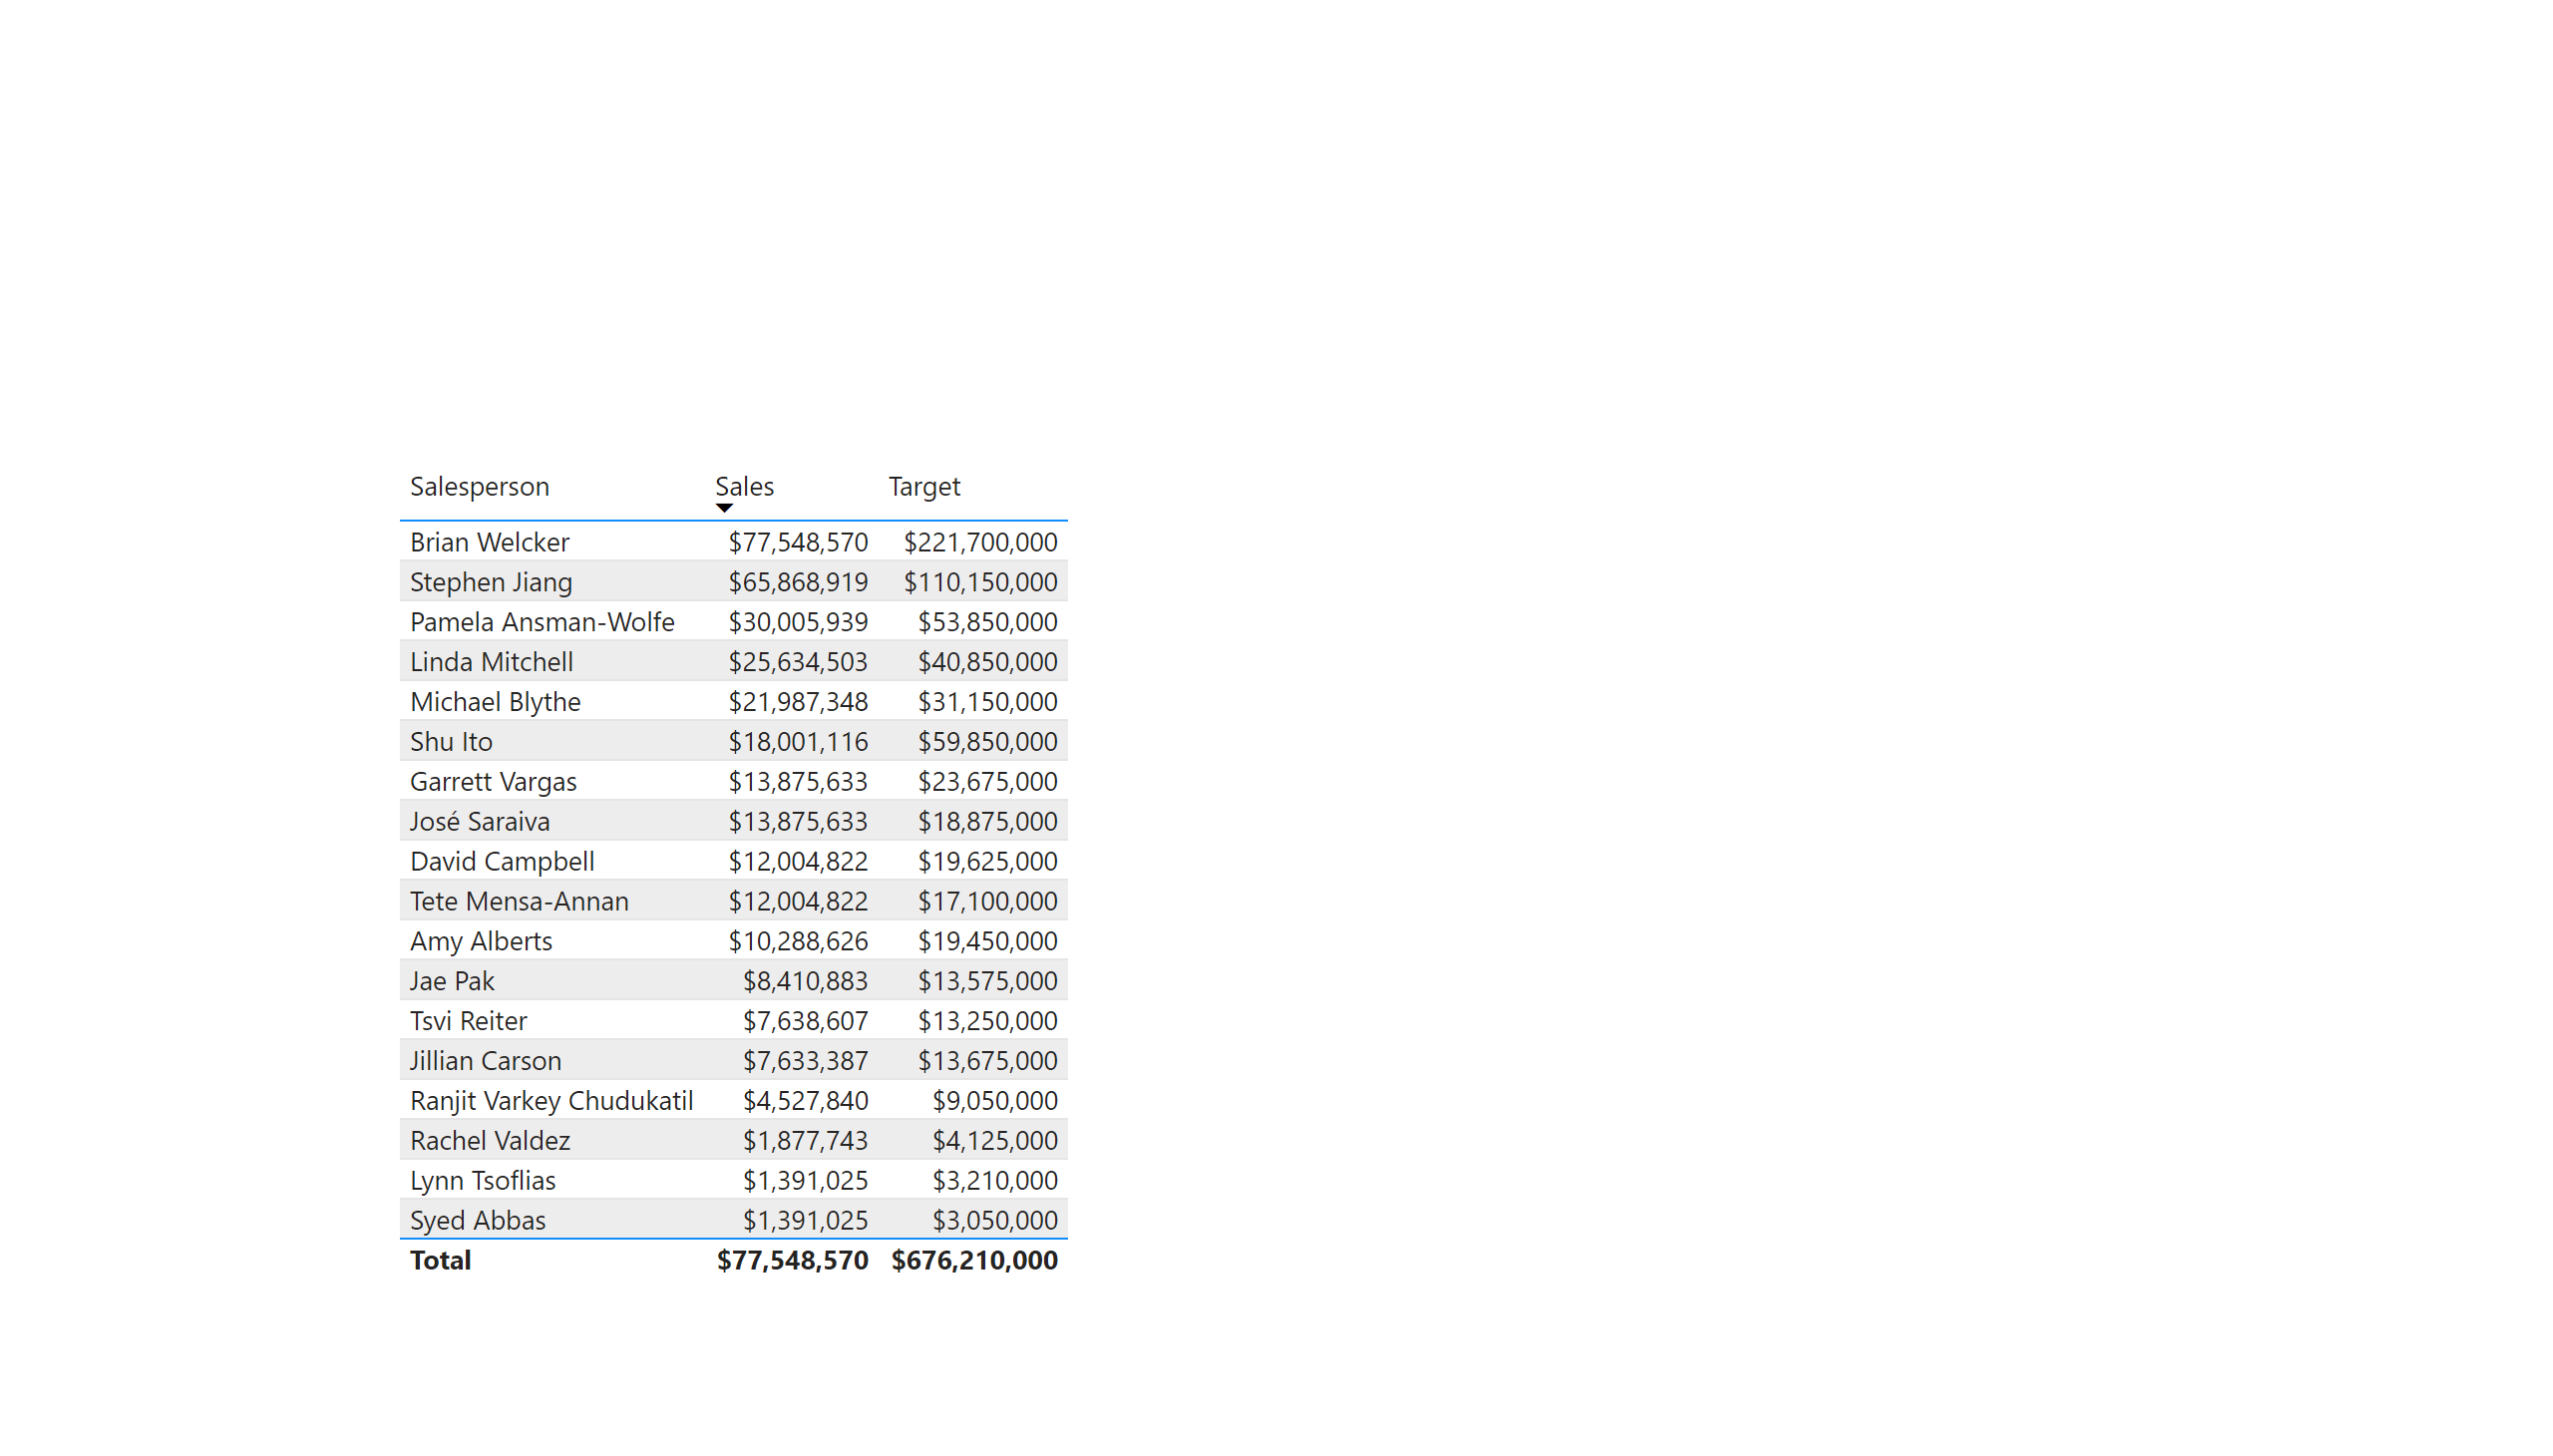 Salesperson Sales Target
Brian Welcker $77,548,570 $221,700,000
Stephen Jiang $65,868,919 $110,150,000
Pamela Ansman-Wolfe $30,005,939 $53,850,000
Linda Mitchell $25,634,503 $40,850,000
Michael Blythe $21,987,348 $31,150,000
Shu Ito $18,001,116 $59,850,000
Garrett Vargas $13,875,633 $23,675,000
José Saraiva $13,875,633 $18,875,000
David Campbell $12,004,822 $19,625,000
Tete Mensa-Annan $12,004,822 $17,100,000
Amy Alberts $10,288,626 $19,450,000
Jae Pak $8,410,883 $13,575,000
Tsvi Reiter $7,638,607 $13,250,000
Jillian Carson $7,633,387 $13,675,000
Ranjit Varkey Chudukatil $4,527,840 $9,050,000
Rachel Valdez $1,877,743 $4,125,000
Lynn Tsoflias $1,391,025 $3,210,000
Syed Abbas $1,391,025 $3,050,000
Total $77,548,570 $676,210,000